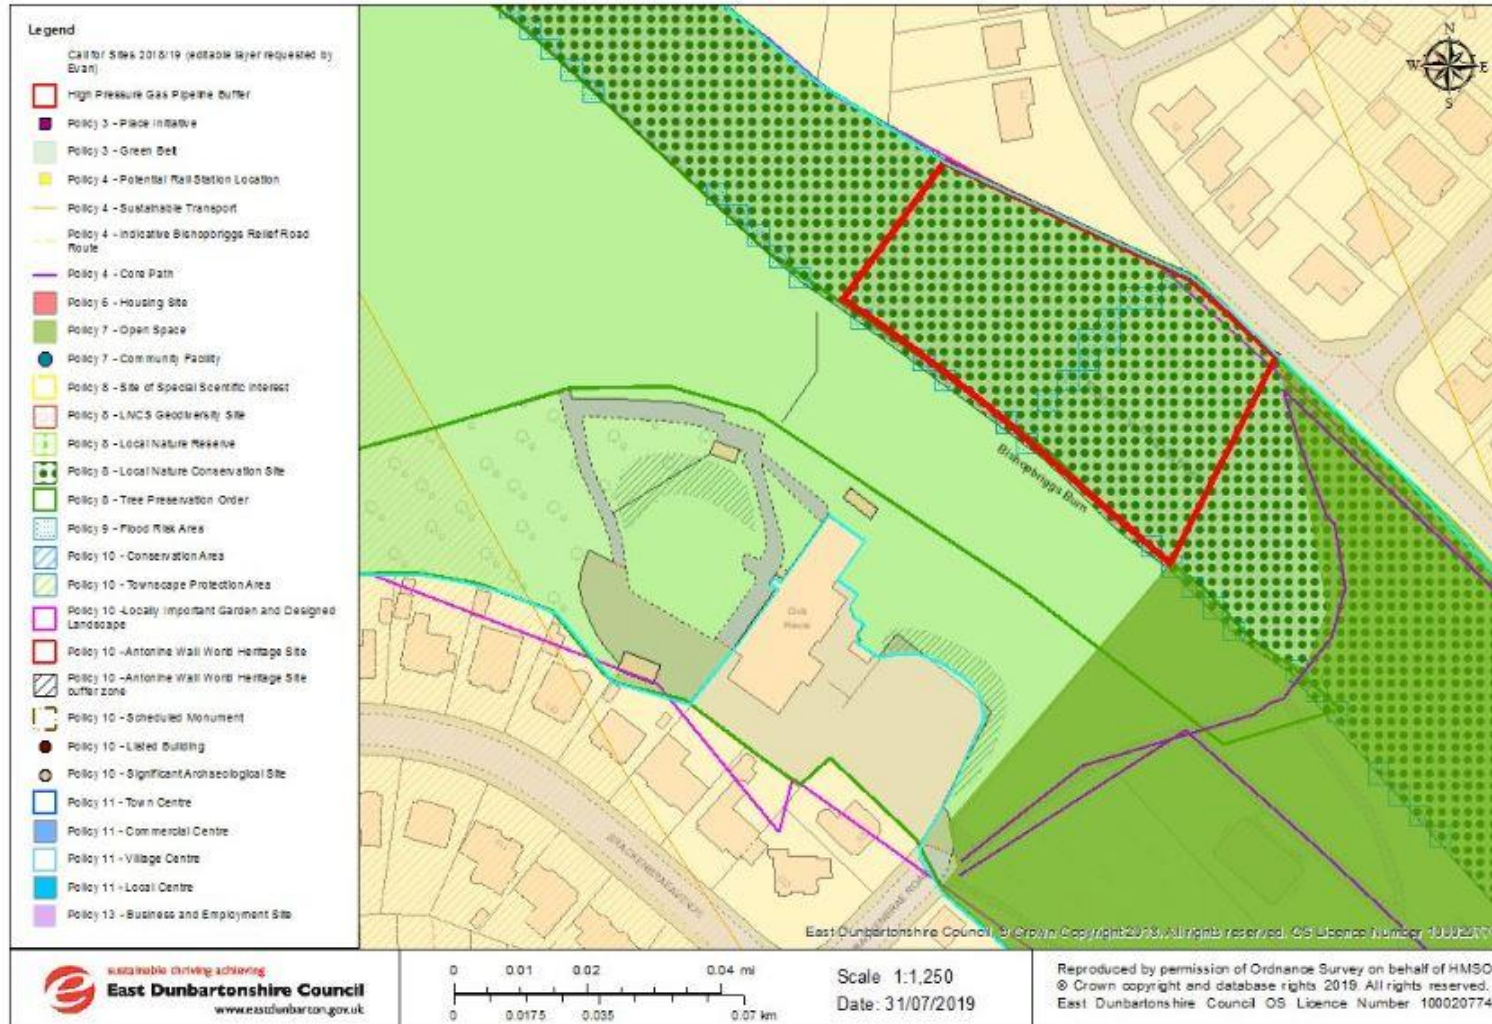 Legend
Call for Sites 2018/19 (editable layer requested by
Evan)
High Pressure Gas Pipeline Buffer
Policy 3 - Place Initiative
Policy 3 - Green Belt
Policy 4 - Potential Rail Station Location
Policy 4 - Sustainable Transport
Policy 4 - Indicative Bishopbriggs Relief Road
Route
Policy 4 - Core Path
Policy 6 - Housing Site
Policy 7 - Open Space
Policy 7 - Community Facility
Policy 8 - Site of Special Scentific Interest
Policy 8 - LNCS Geodiversity Site
Policy 8 - Local Nature Reserve
Policy 8 - Local Nature Conservation Site
Policy 8 - Tree Preservation Order
Policy 9 - Flood Risk Area
Policy 10 - Conservation Area
Policy 10 - Townscape Protection Area
Policy 10 -Locally Important Garden and Designed
Landscape
Policy 10 -Antonine Wall World Heritage Site
Policy 10 -Antonine Wall World Heritage Site
buffer zone
Policy 10 - Scheduled Monument
Policy 10 - Listed Building
Policy 10 - Significant Archaeological Site
Policy 11 - Town Centre
Policy 11 - Commercial Centre
Policy 11 - Village Centre
Policy 11 - Local Centre
Policy 13 - Business and Employment Site
N
W E
S
Bishopbriggs Burn
East Dunbartonshire Council, © Crown Copyright 2018. All rights reserved. OS Licence Number
sustainable thriving achieving
East Dunbartonshire Council
www.eastdunbarton.gov.uk
0 0.01 0.02 0.04 mi
0 0.0175 0.035 0.07 km
Scale 1:1,250
Date: 31/07/2019
Reproduced by permission of Ordnance Survey on behalf of HMSO.
© Crown copyright and database rights 2019. All rights reserved.
East Dunbartonshire Council OS Licence Number 100020774